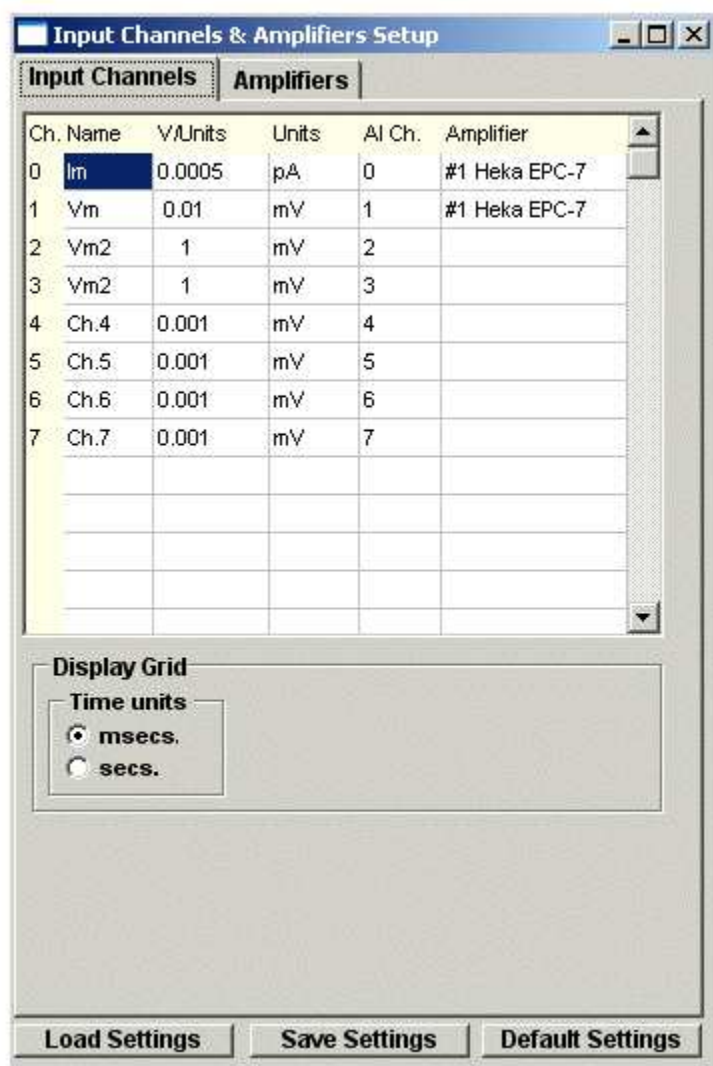 Input Channels & Amplifiers Setup
Input Channels Amplifiers
Ch. Name V/Units Units AI Ch. Amplifier
0 Im 0.0005 pA 0 #1 Heka EPC-7
1 Vm 0.01 mV 1 #1 Heka EPC-7
2 Vm2 1 mV 2
3 Vm2 1 mV 3
4 Ch.4 0.001 mV 4
5 Ch.5 0.001 mV 5
6 Ch.6 0.001 mV 6
7 Ch.7 0.001 mV 7
Display Grid
Time units
msecs.
secs.
Load Settings Save Settings Default Settings